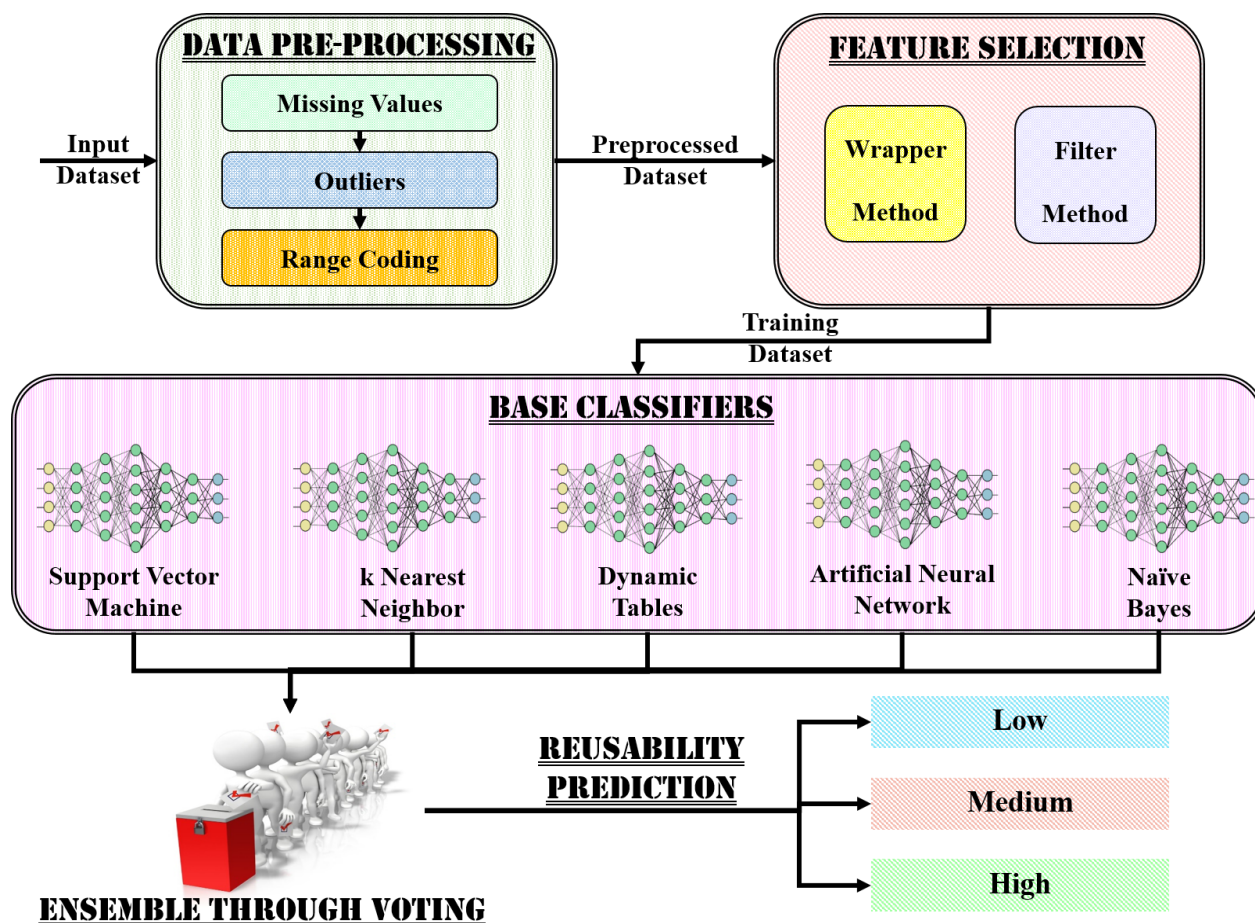 DATA PRE-PROCESSING
Missing Values
Outliers
Range Coding
Input
Dataset
Preprocessed
Dataset
FEATURE SELECTION
Wrapper
Method
Filter
Method
Training
Dataset
BASE CLASSIFIERS
Support Vector
Machine
k Nearest
Neighbor
Dynamic
Tables
Artificial Neural
Network
Naïve
Bayes
ENSEMBLE THROUGH VOTING
REUSABILITY
PREDICTION
Low
Medium
High